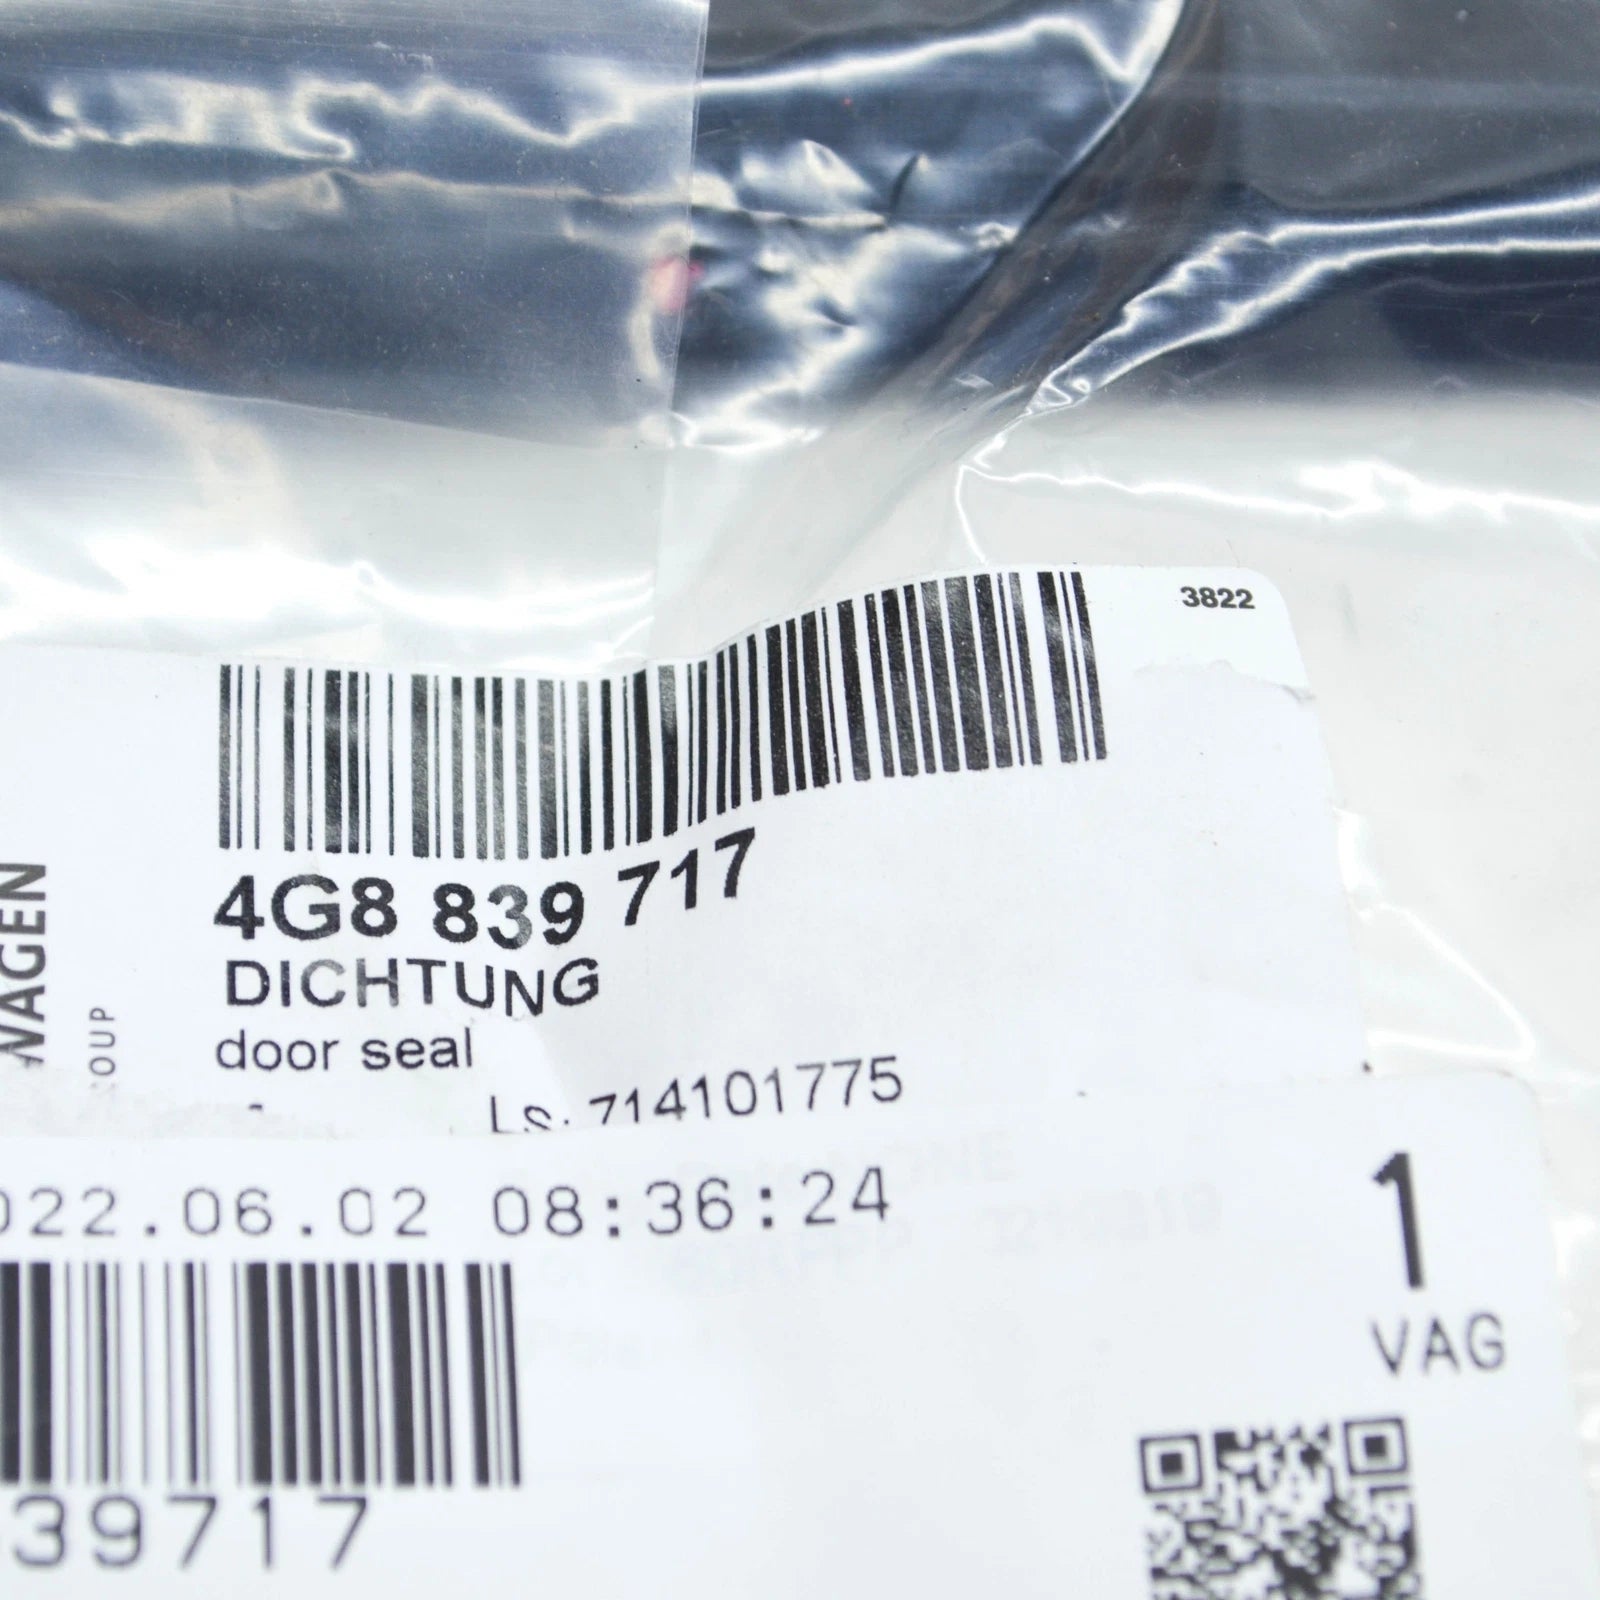 3822
4G8 839 717
DICHTUNG
door seal
-
Ls. 714101775
WAGEN
OUP
022.06.02 08:36:24
1
VAG
39717